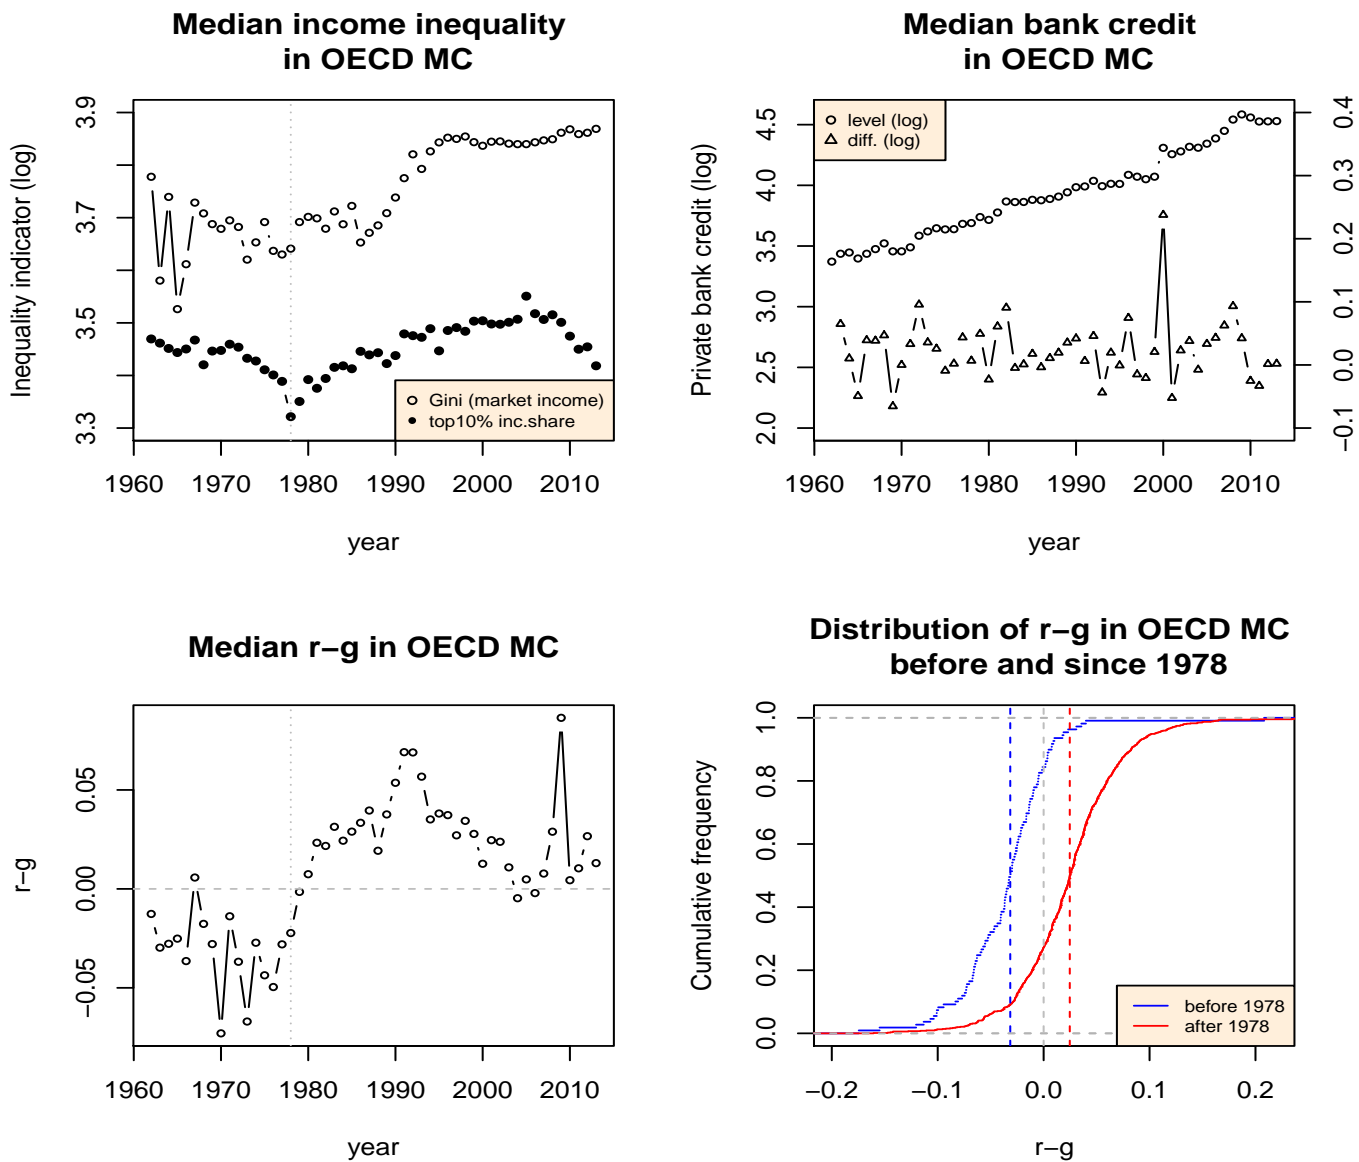 Median income inequality
in OECD MC
Inequality indicator (log)
3.3
3.5
3.7
3.9
Gini (market income)
top10% inc.share
1960 1970 1980 1990 2000 2010
year
Median bank credit
in OECD MC
Private bank credit (log)
2.0
2.5
3.0
3.5
4.0
4.5
level (log)
diff. (log)
−0.1
0.0
0.1
0.2
0.3
0.4
1960 1970 1980 1990 2000 2010
year
Median r−g in OECD MC
r−g
−0.05
0.00
0.05
1960 1970 1980 1990 2000 2010
year
Distribution of r−g in OECD MC
before and since 1978
Cumulative frequency
0.0
0.2
0.4
0.6
0.8
1.0
before 1978
after 1978
−0.2 −0.1 0.0 0.1 0.2
r−g